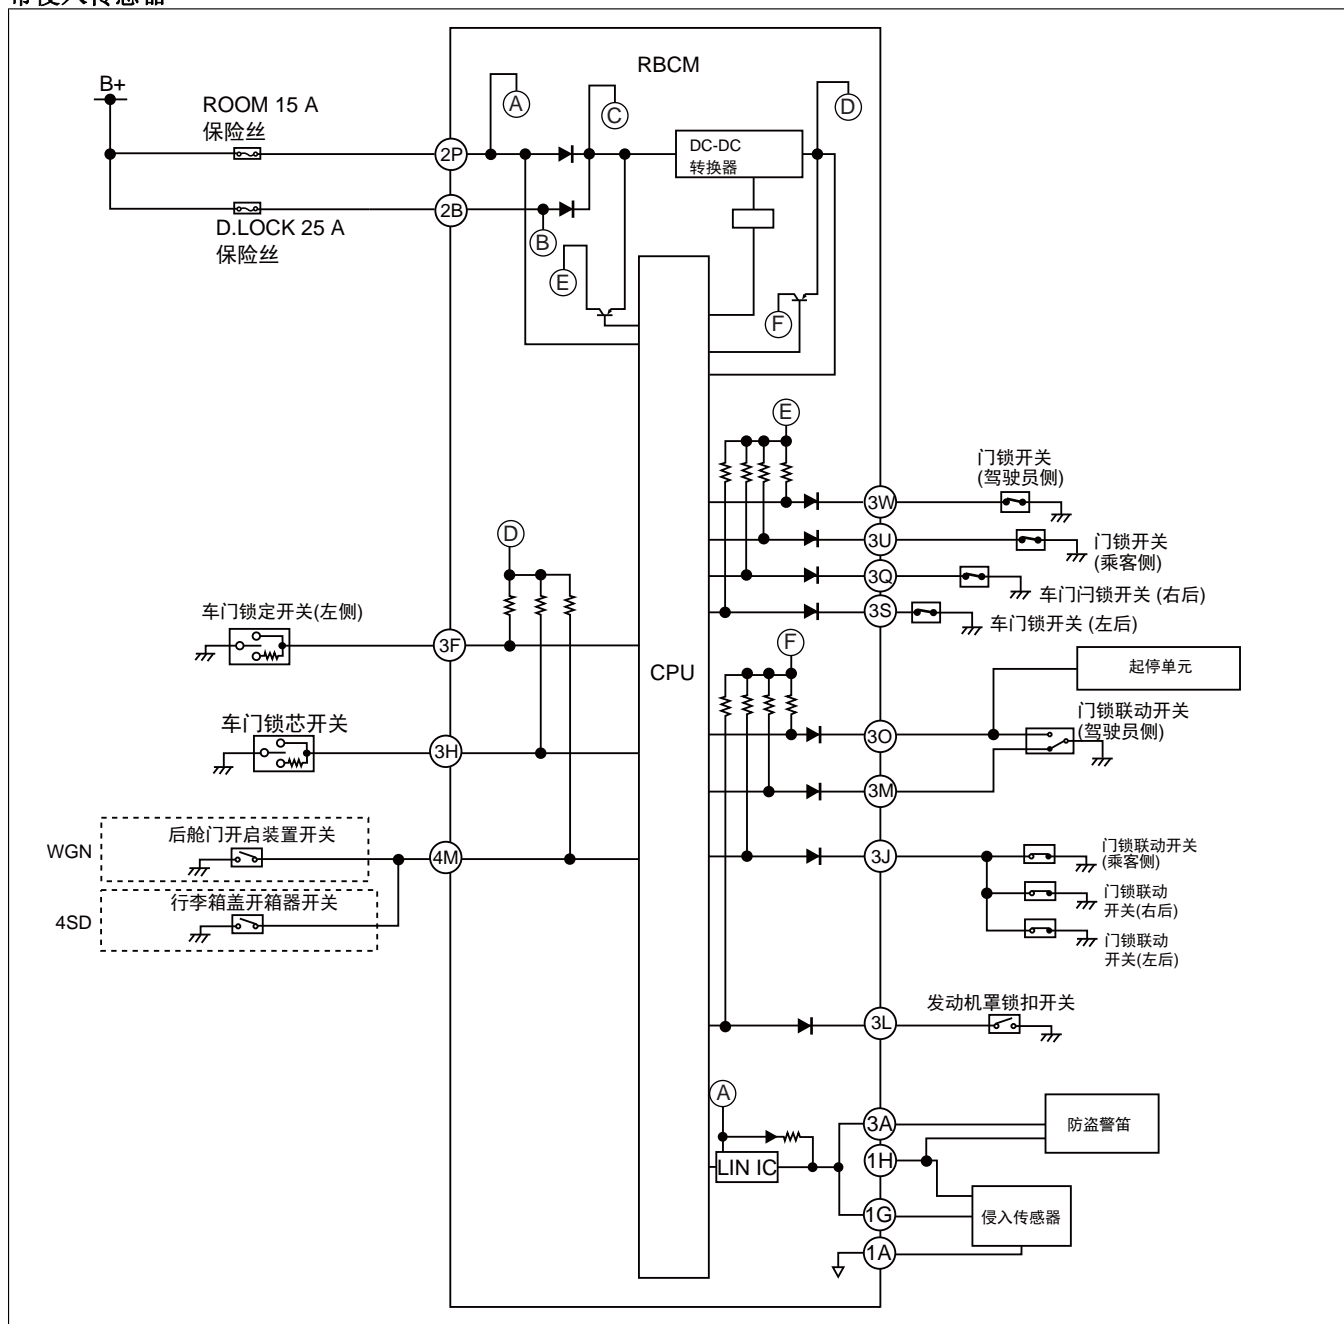 带侵入传感器
RBCM
B+
ROOM 15 A
保险丝
A
C
D
DC-DC
转换器
2P
2B
D.LOCK 25 A
保险丝
B
E
F
E
门锁开关
(驾驶员侧)
3W
3U
门锁开关
(乘客侧)
3Q
车门闩锁开关 (右后)
3S
车门锁开关 (左后)
D
车门锁定开关(左侧)
3F
CPU
F
起停单元
车门锁芯开关
3H
门锁联动开关
(驾驶员侧)
3O
3M
WGN
后舱门开启装置开关
4M
3J
门锁联动开关
(乘客侧)
门锁联动
开关(右后)
门锁联动
开关(左后)
4SD
行李箱盖开箱器开关
发动机罩锁扣开关
3L
A
LIN IC
3A
防盗警笛
1H
1G
侵入传感器
1A